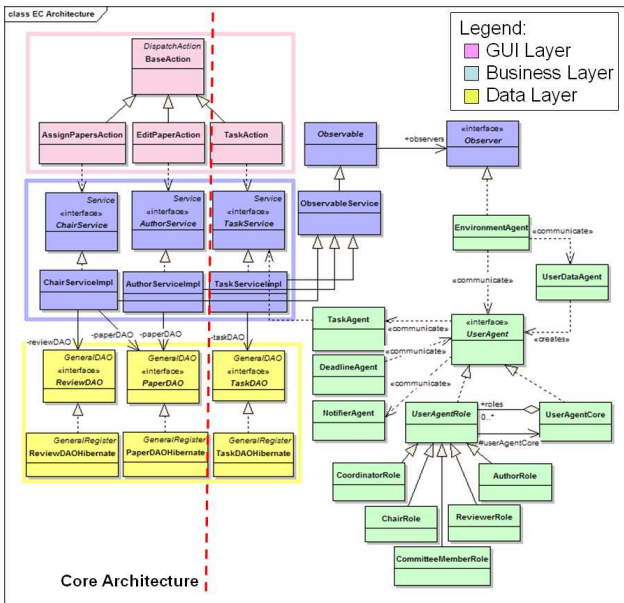 class EC Architecture
Legend:
GUI Layer
Business Layer
Data Layer
DispatchAction
BaseAction
AssignPapersAction
EditPaperAction
TaskAction
Observable
+observers
«interface»
Observer
Service
«interface»
ChairService
Service
«interface»
AuthorService
Service
«interface»
TaskService
ObservableService
EnvironmentAgent
«communicate»
«communicate»
UserDataAgent
ChairServiceImpl
AuthorServiceImpl
TaskServiceImpl
TaskAgent
«communicate»
«interface»
UserAgent
«creates»
-reviewDAO
-paperDAO
-paperDAO
-taskDAO
DeadlineAgent
«communicate»
«communicate»
NotifierAgent
GeneralDAO
ReviewDAO
GeneralDAO
PaperDAO
GeneralDAO
TaskDAO
UserAgentRole
+roles
0..*
#userAgentCore
UserAgentCore
GeneralRegister
ReviewDAOHibernate
GeneralRegister
PaperDAOHibernate
GeneralRegister
TaskDAOHibernate
CoordinatorRole
AuthorRole
ChairRole
ReviewerRole
CommitteeMemberRole
Core Architecture